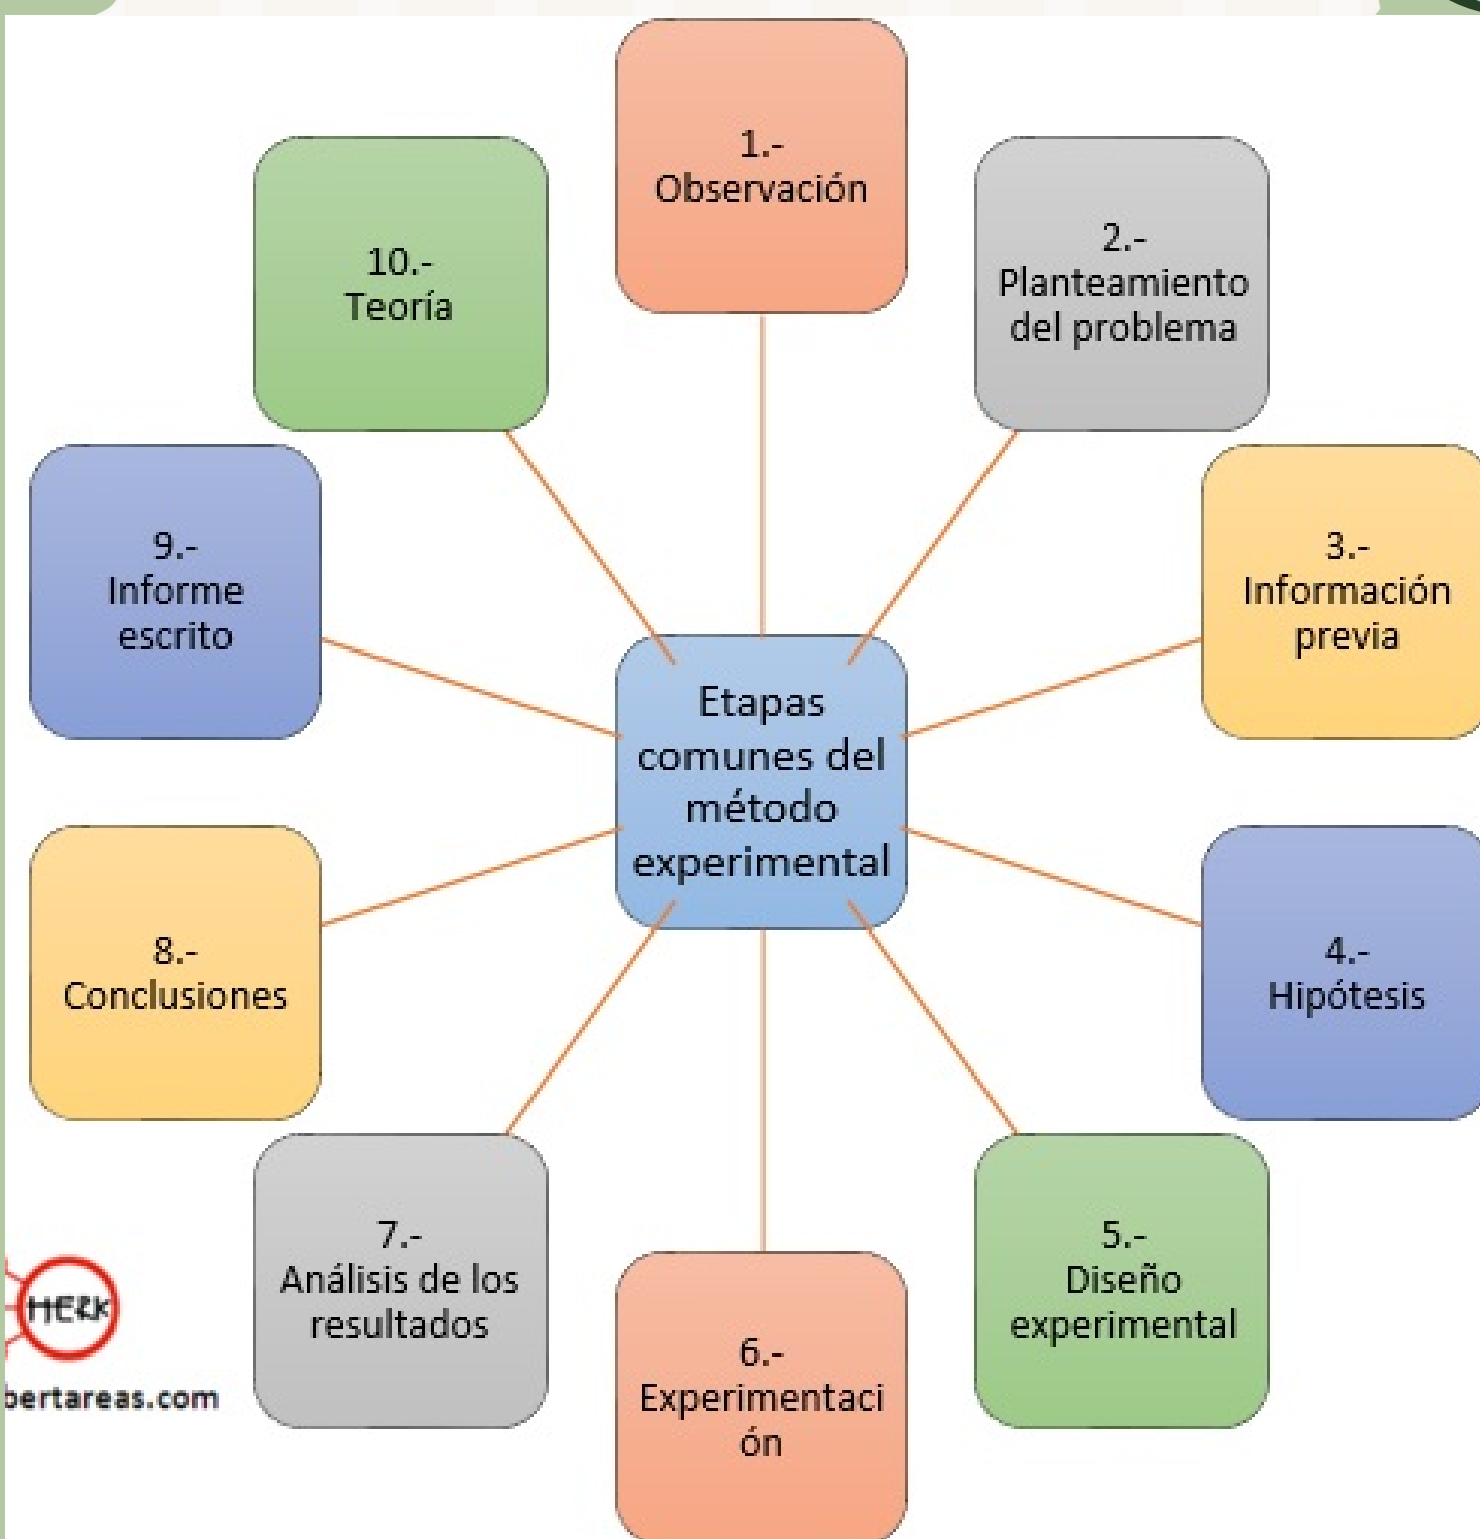 1.-
Observación
2.-
Planteamiento
del problema
3.-
Información
previa
4.-
Hipótesis
5.-
Diseño
experimental
6.-
Experimentaci
ón
7.-
Análisis de los
resultados
8.-
Conclusiones
9.-
Informe
escrito
10.-
Teoría
Etapas
comunes del
método
experimental
HERK
bertareas.com